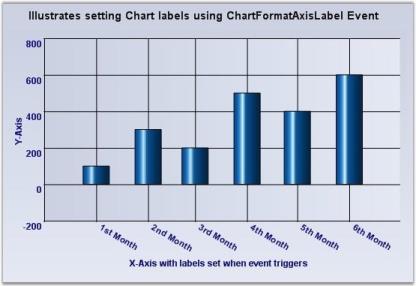 Illustrates setting Chart labels using ChartFormatAxisLabel Event
800
600
400
200
0
-200
Y-Axis
1st Month
2nd Month
3rd Month
4th Month
5th Month
6th Month
X-Axis with labels set when event triggers